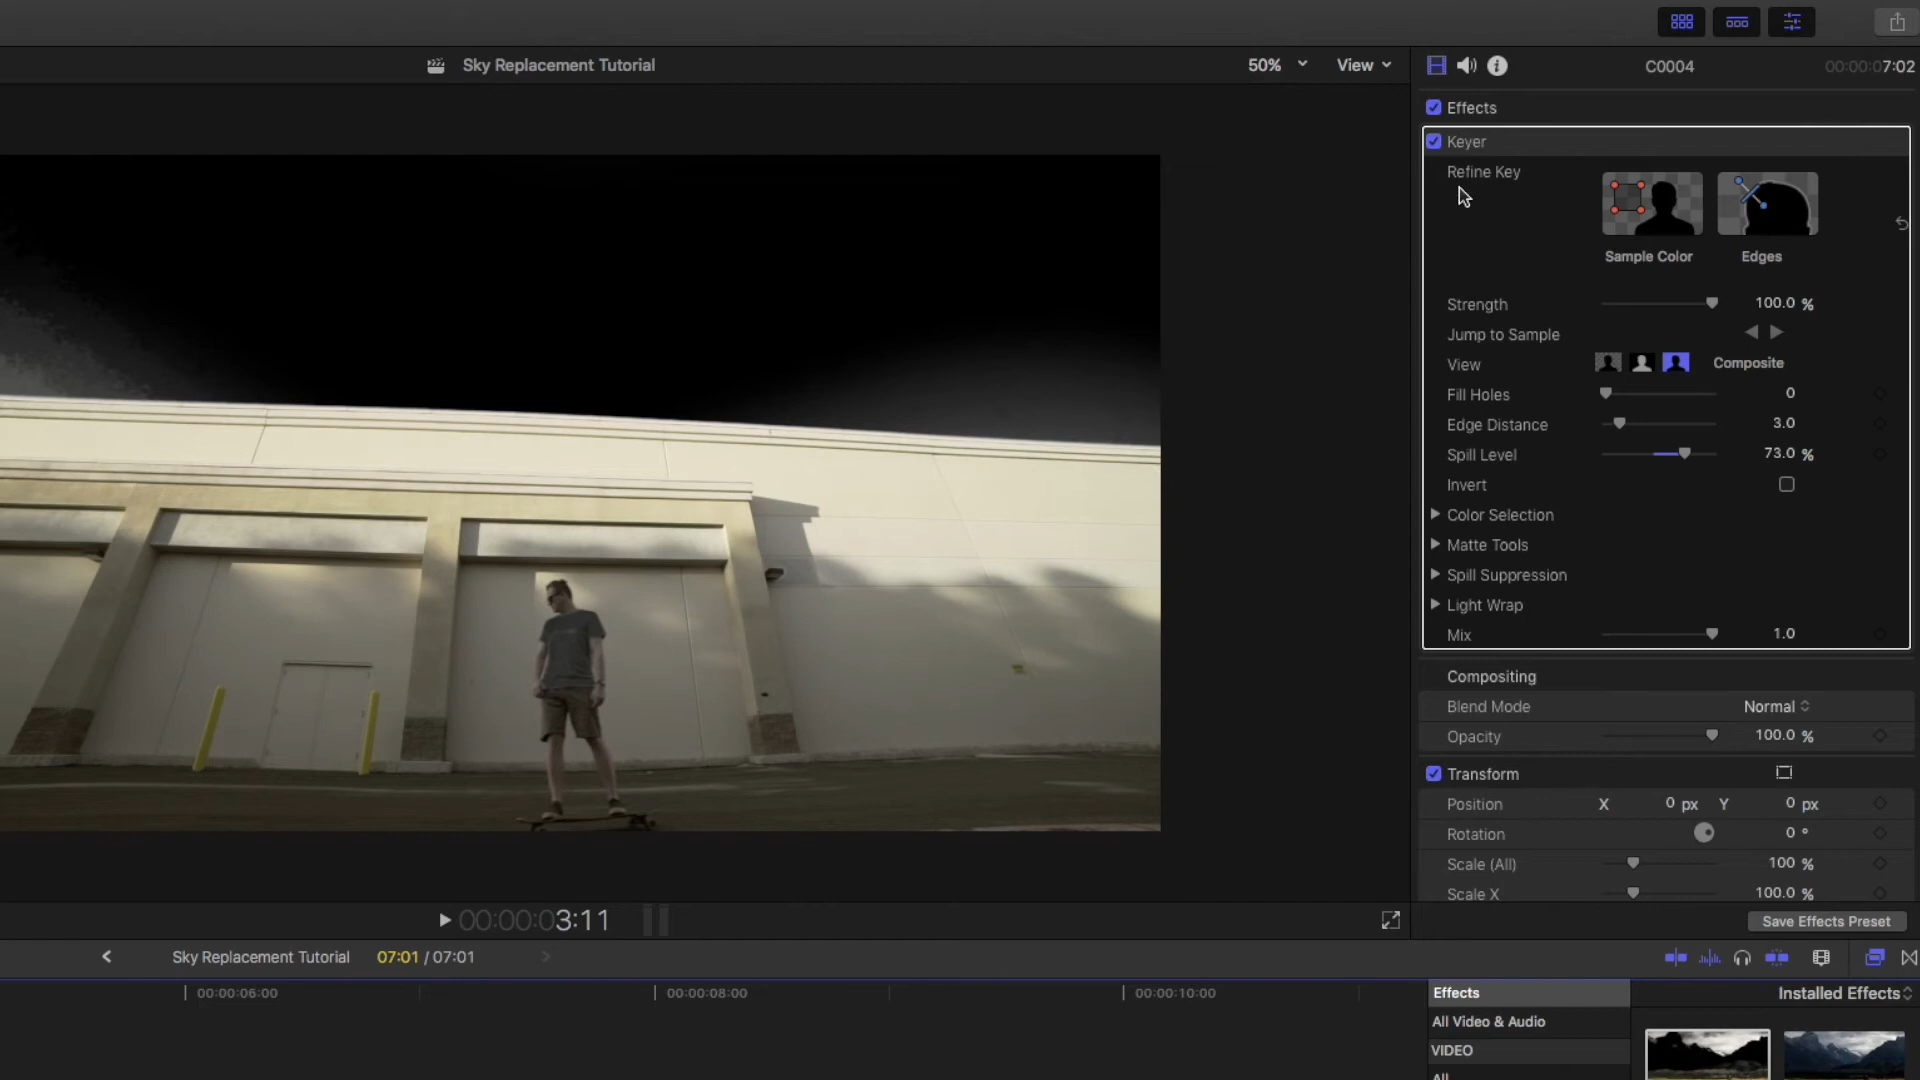 Sky Replacement Tutorial
50%
View
C0004
00:00:07:02
Effects
Keyer
Refine Key
Sample Color
Edges
Strength 100.0 %
Jump to Sample
View Composite
Fill Holes 0
Edge Distance 3.0
Spill Level 73.0 %
Invert
Color Selection
Matte Tools
Spill Suppression
Light Wrap
Mix 1.0
Compositing
Blend Mode Normal
Opacity 100.0 %
Transform
Position X 0 px Y 0 px
Rotation 0 °
Scale (All) 100 %
Scale X 100.0 %
00:00:03:11
Save Effects Preset
Sky Replacement Tutorial 07:01 / 07:01
00:00:06:00
00:00:08:00
00:00:10:00
Effects
Installed Effects
All Video & Audio
VIDEO
All